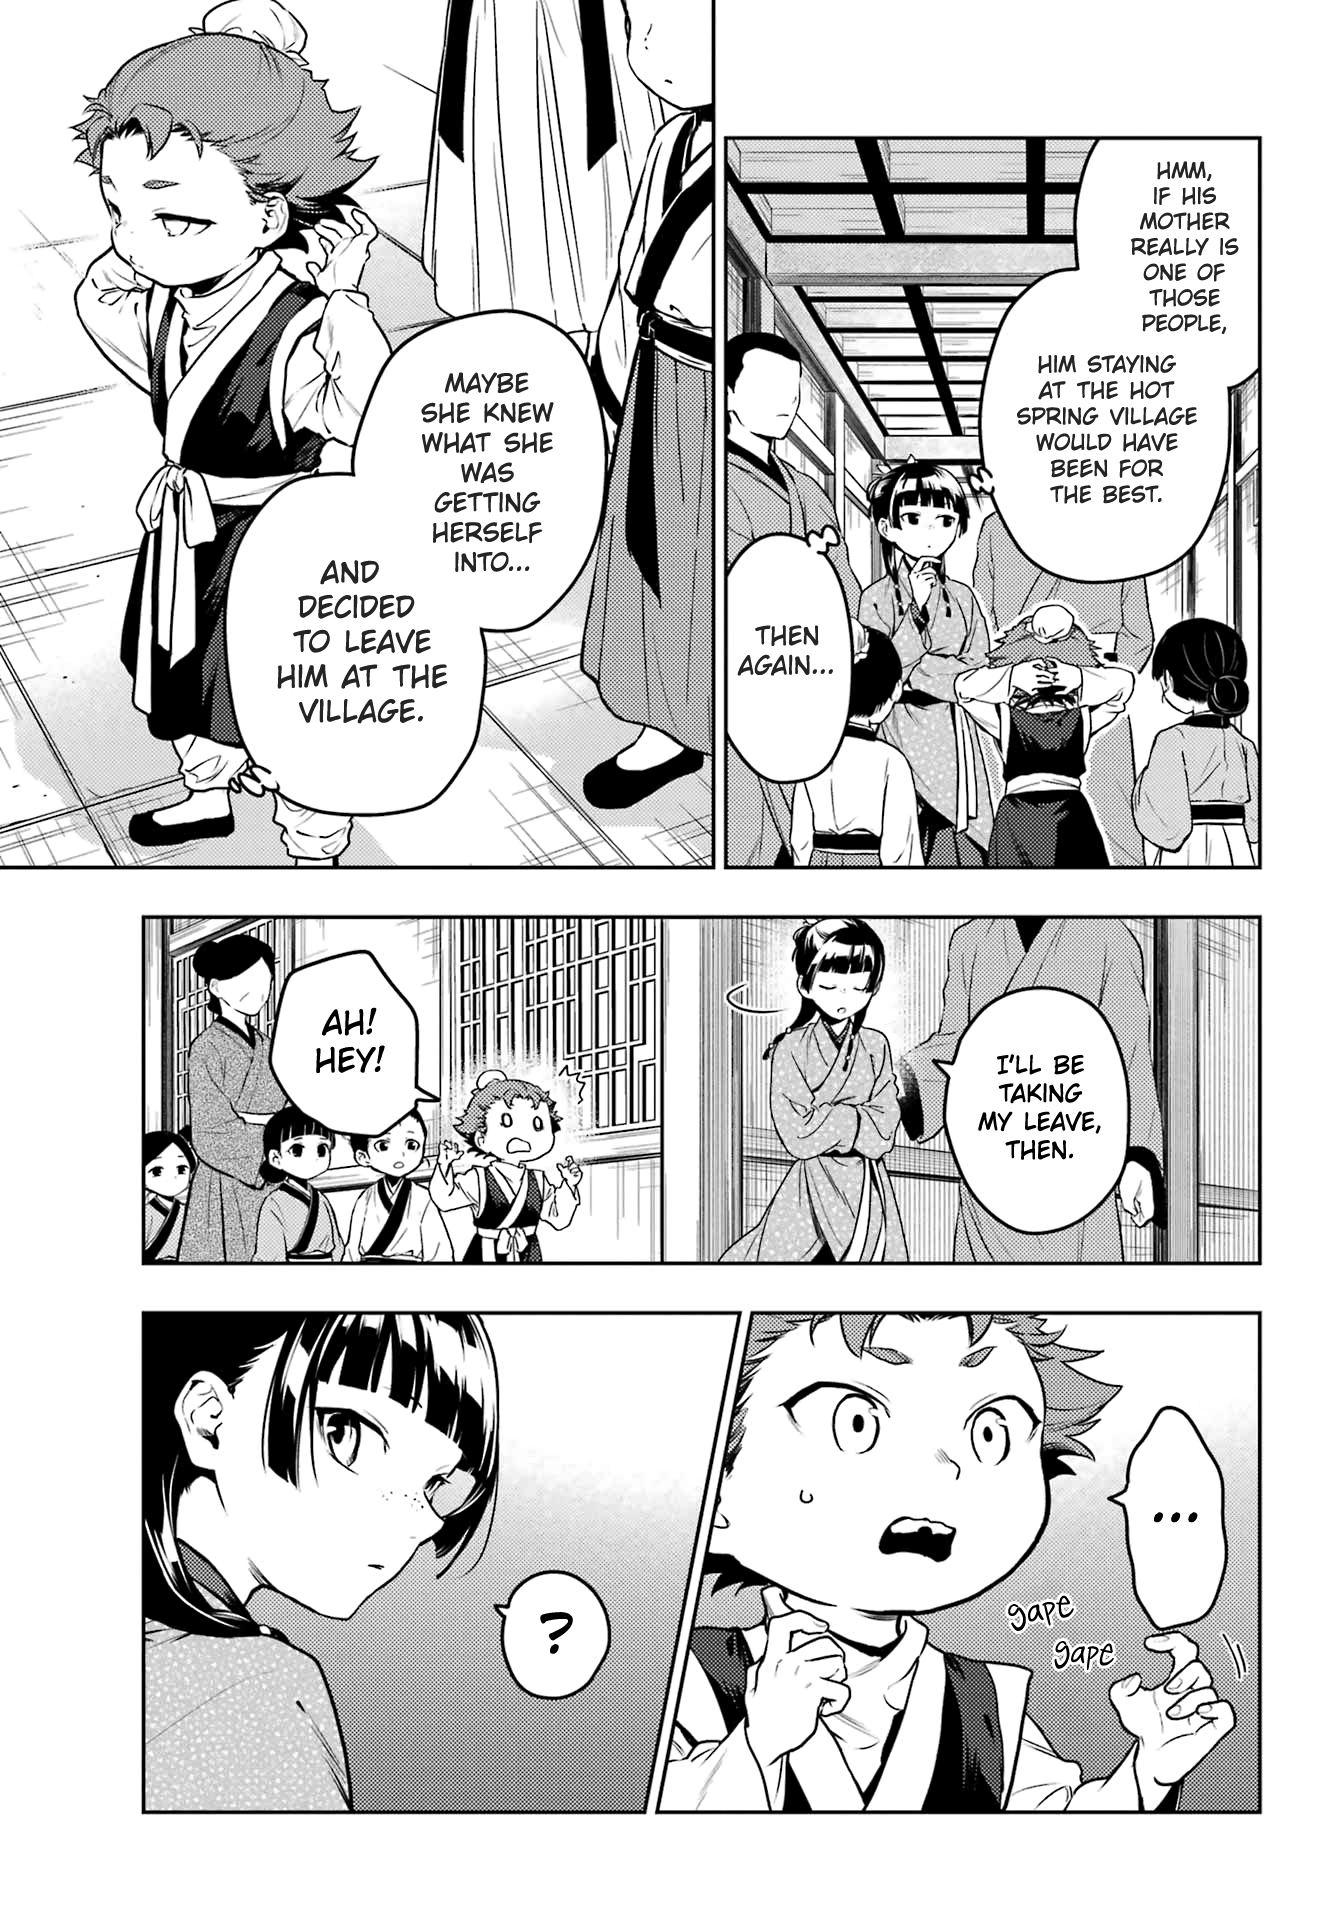 HMM,
IF HIS
MOTHER
REALLY IS
ONE OF
THOSE
PEOPLE,
HIM STAYING
AT THE HOT
SPRING VILLAGE
WOULD HAVE
BEEN FOR
THE BEST.
THEN
AGAIN...
MAYBE
SHE KNEW
WHAT SHE
WAS
GETTING
HERSELF
INTO...
AND
DECIDED
TO LEAVE
HIM AT THE
VILLAGE.
I'LL BE
TAKING
MY LEAVE,
THEN.
AH!
HEY!
...
gape
gape
?